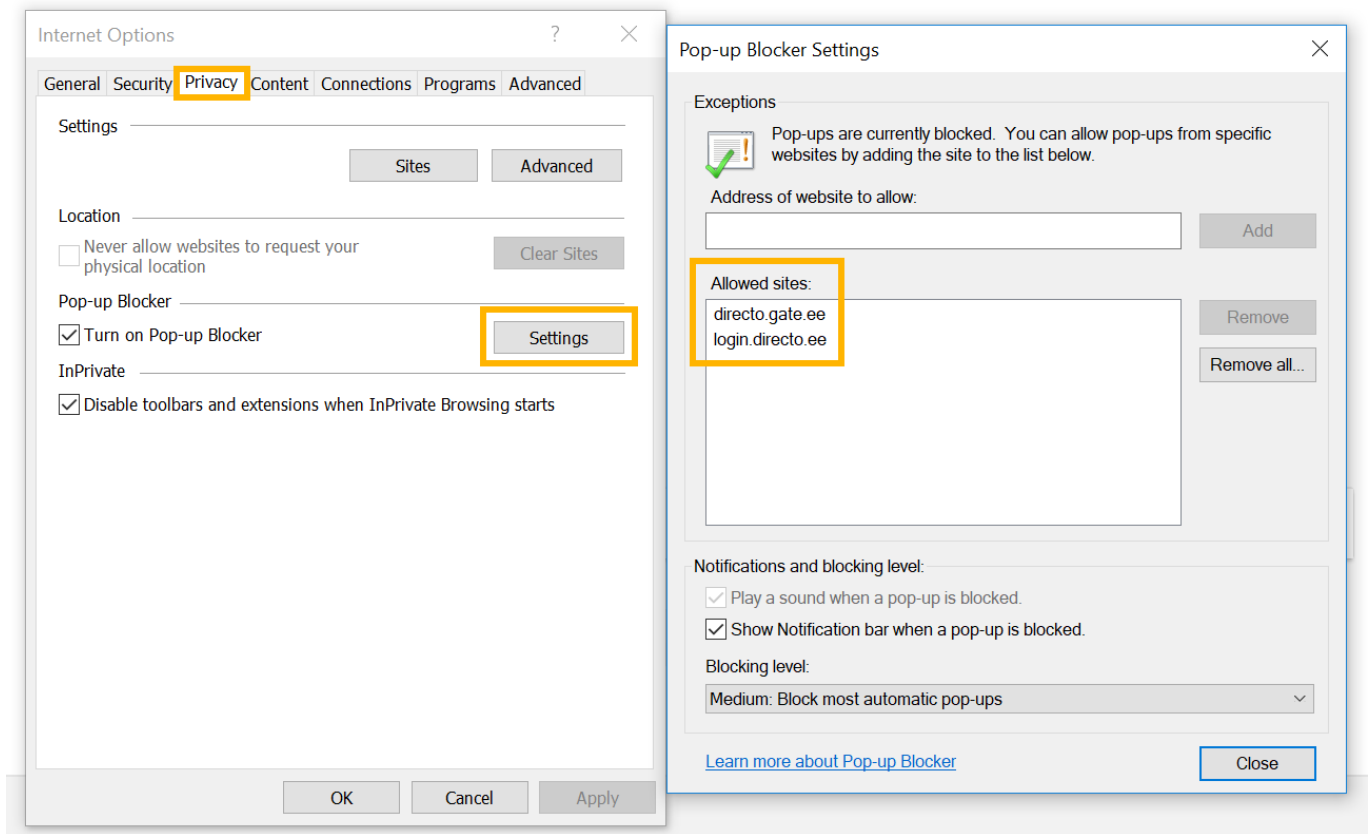 Internet Options
?
General Security Privacy Content Connections Programs Advanced
Settings
Sites Advanced
Location
Never allow websites to request your
physical location
Clear Sites
Pop-up Blocker
Turn on Pop-up Blocker
Settings
InPrivate
Disable toolbars and extensions when InPrivate Browsing starts
OK Cancel Apply
Pop-up Blocker Settings
Exceptions
Pop-ups are currently blocked. You can allow pop-ups from specific
websites by adding the site to the list below.
Address of website to allow:
Add
Allowed sites:
directo.gate.ee
login.directo.ee
Remove
Remove all...
Notifications and blocking level:
Play a sound when a pop-up is blocked.
Show Notification bar when a pop-up is blocked.
Blocking level:
Medium: Block most automatic pop-ups
Learn more about Pop-up Blocker
Close